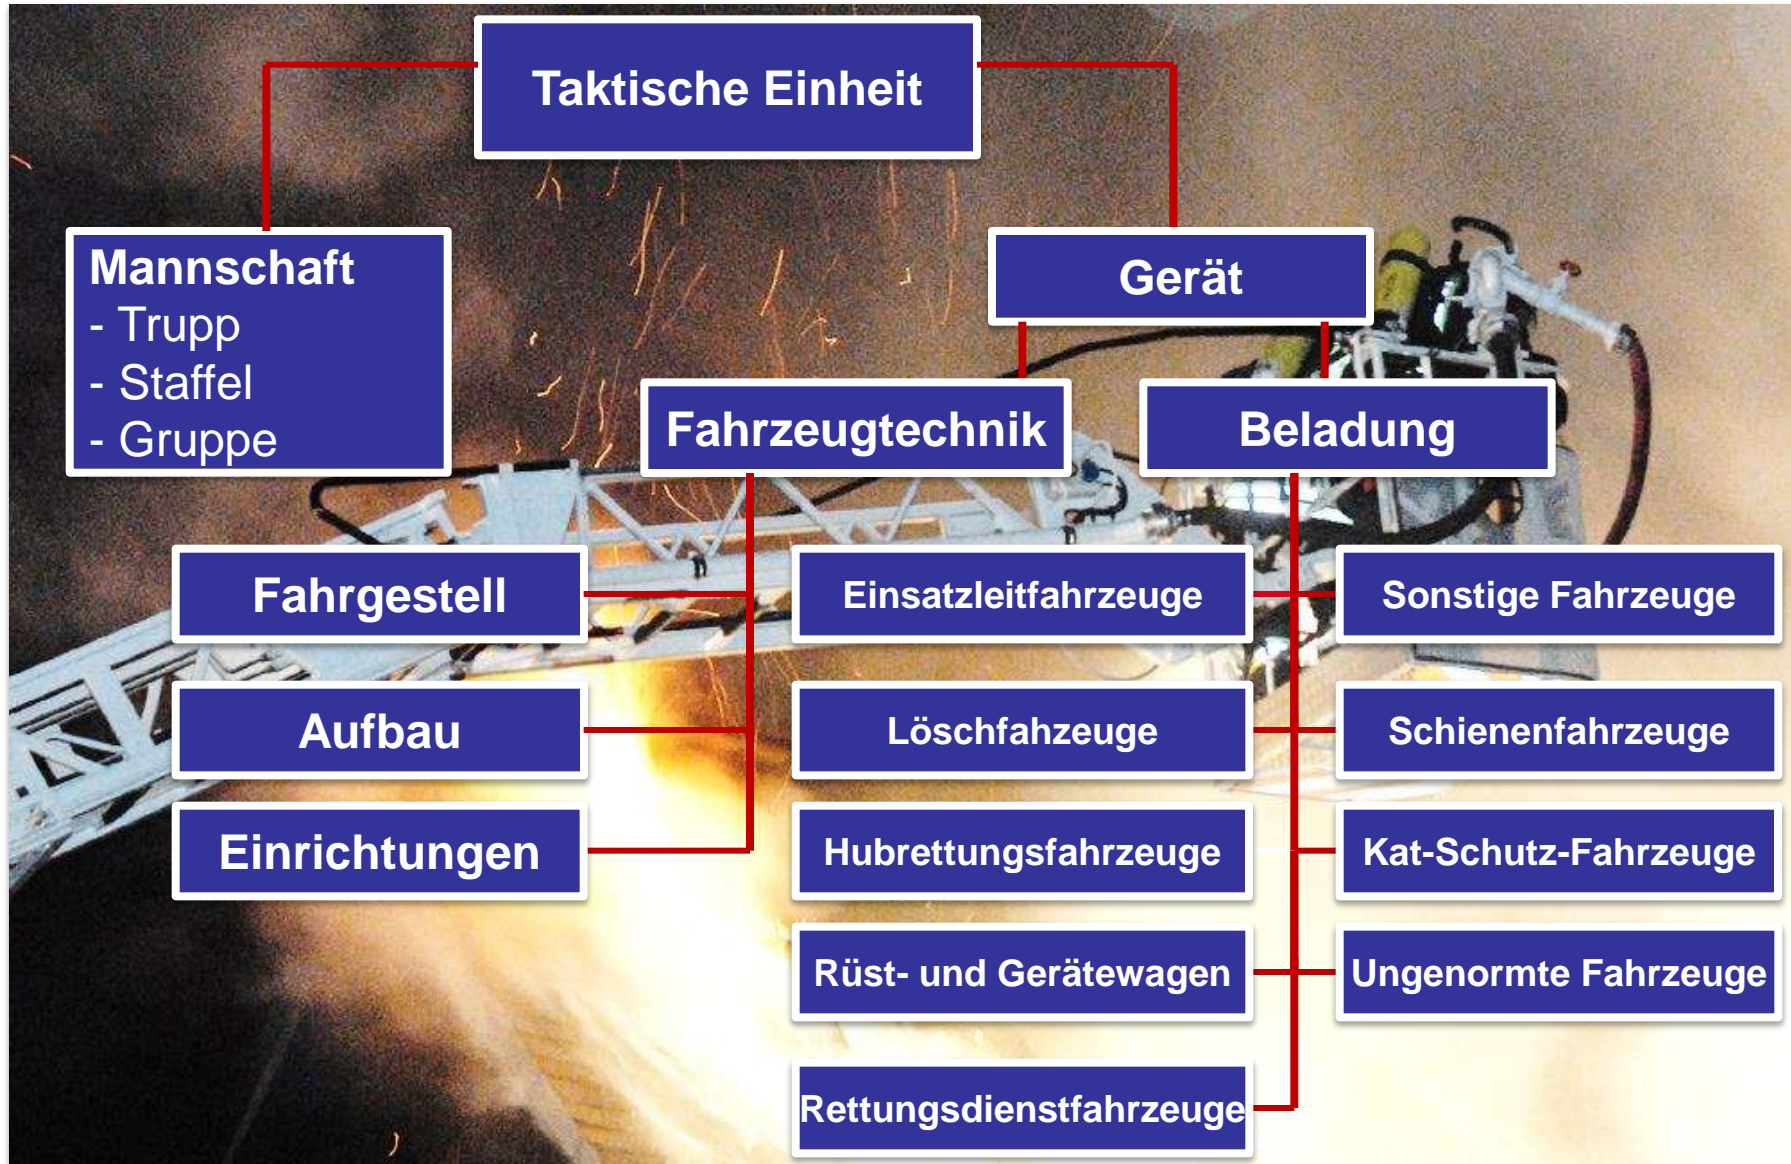 Taktische Einheit
Mannschaft
- Trupp
- Staffel
- Gruppe
Gerät
Fahrzeugtechnik
Beladung
Fahrgestell
Einsatzleitfahrzeuge
Sonstige Fahrzeuge
Aufbau
Löschfahzeuge
Schienenfahrzeuge
Einrichtungen
Hubrettungsfahrzeuge
Kat-Schutz-Fahrzeuge
Rüst- und Gerätewagen
Ungenormte Fahrzeuge
Rettungsdienstfahrzeuge